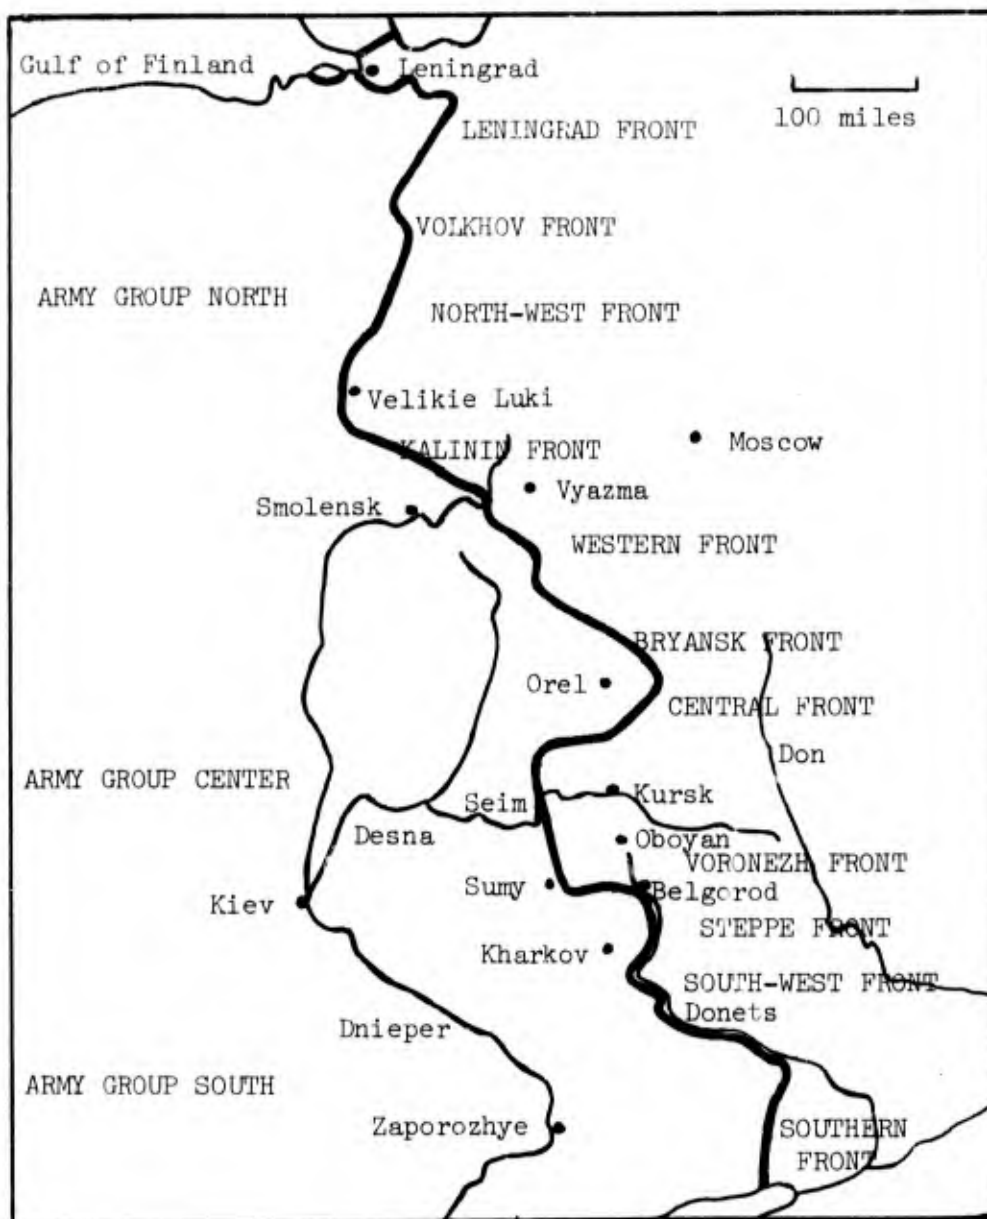 Gulf of Finland
Leningrad
100 miles
LENINGRAD FRONT
VOLKHOV FRONT
ARMY GROUP NORTH
NORTH-WEST FRONT
Velikie Luki
KALININ FRONT
Moscow
Vyazma
Smolensk
WESTERN FRONT
BRYANSK FRONT
Orel
CENTRAL FRONT
Don
ARMY GROUP CENTER
Seim
Kursk
Desna
Oboyan
VORONEZH FRONT
Sumy
Belgorod
Kiev
STEPPE FRONT
Kharkov
SOUTH-WEST FRONT
Donets
Dnieper
ARMY GROUP SOUTH
Zaporozhye
SOUTHERN
FRONT